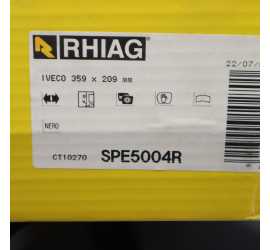 RHIAG
22/07/
IVECO 359 x 209 mm
NERO
CT10270 SPE5004R